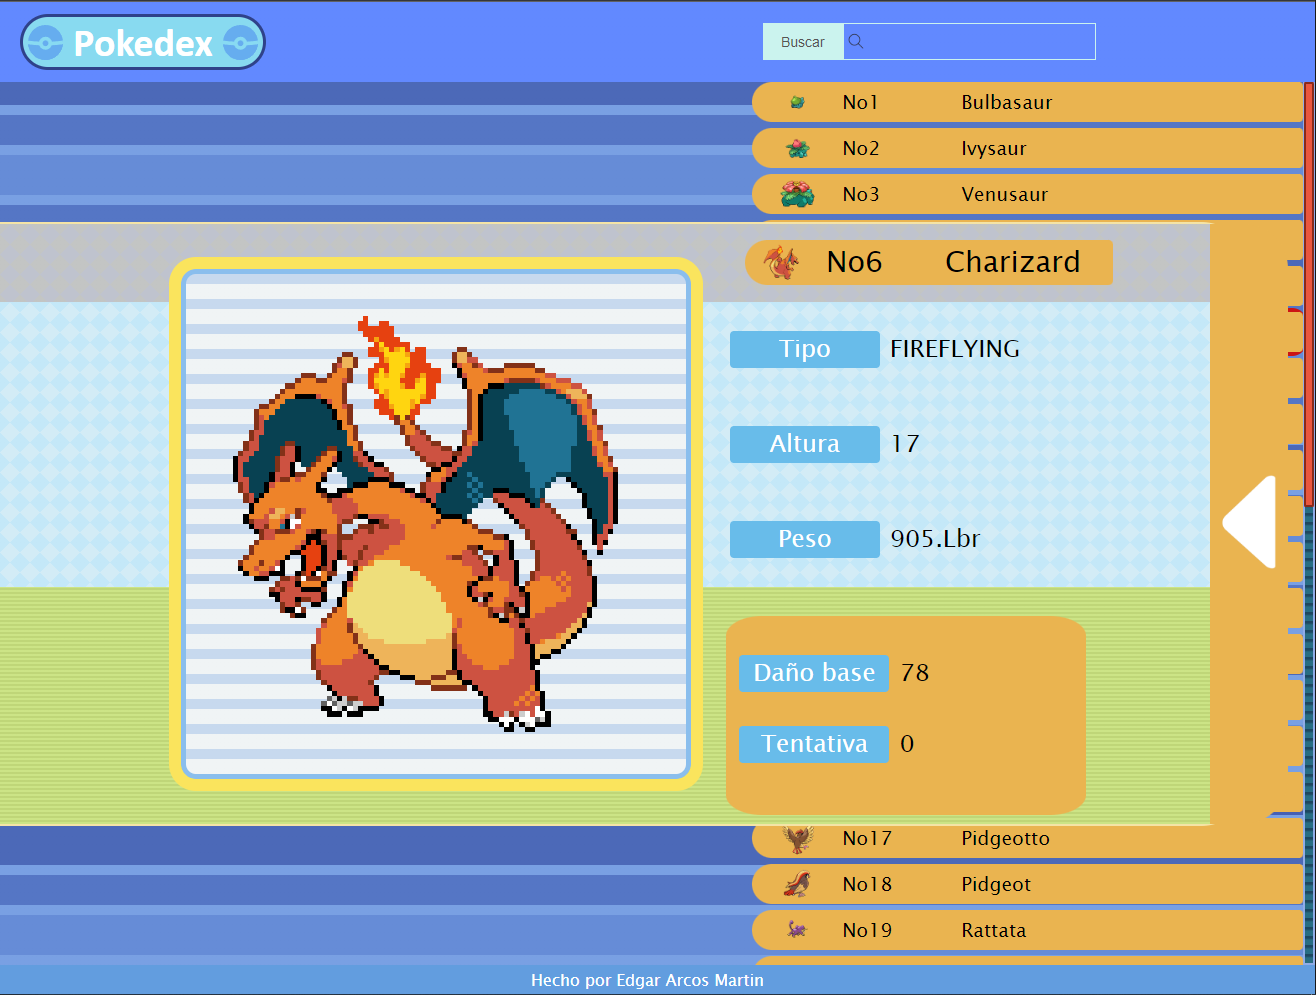 Pokedex
Buscar
No1 Bulbasaur
No2 Ivysaur
No3 Venusaur
No6 Charizard
Tipo FIREFLYING
Altura 17
Peso 905.Lbr
Daño base 78
Tentativa 0
No17 Pidgeotto
No18 Pidgeot
No19 Rattata
Hecho por Edgar Arcos Martin